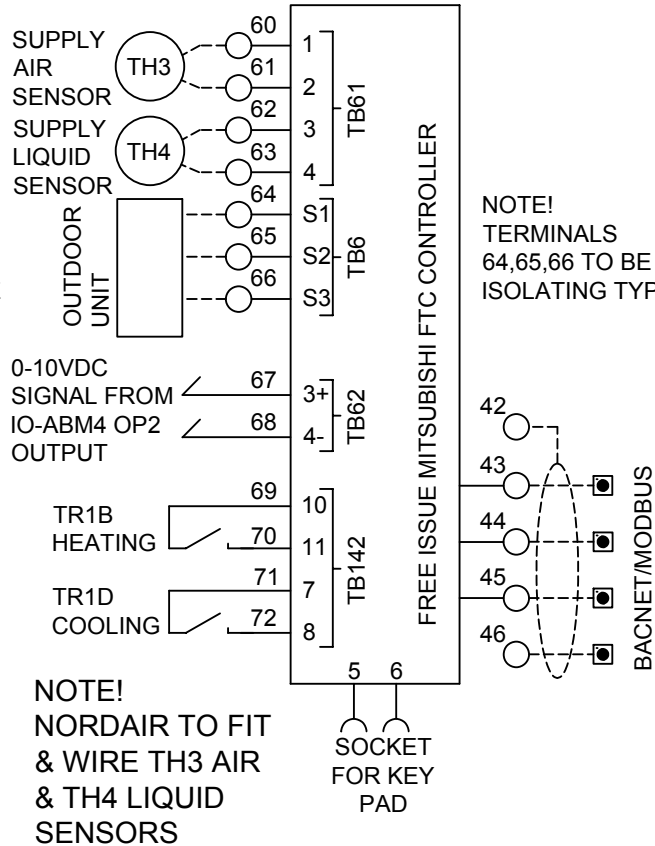 SUPPLY
AIR
SENSOR
TH3
60
61
1
2
SUPPLY
LIQUID
SENSOR
TH4
62
63
3
4
TB61
OUTDOOR
UNIT
64
65
66
S1
S2
S3
TB6
0-10VDC
SIGNAL FROM
IO-ABM4 OP2
OUTPUT
67
68
3+
4-
TB62
TR1B
HEATING
69
70
10
11
TR1D
COOLING
71
72
7
8
TB142
FREE ISSUE MITSUBISHI FTC CONTROLLER
NOTE!
TERMINALS
64,65,66 TO BE
ISOLATING TYP
42
43
44
45
46
BACNET/MODBUS
5 6
SOCKET
FOR KEY
PAD
NOTE!
NORDAIR TO FIT
& WIRE TH3 AIR
& TH4 LIQUID
SENSORS